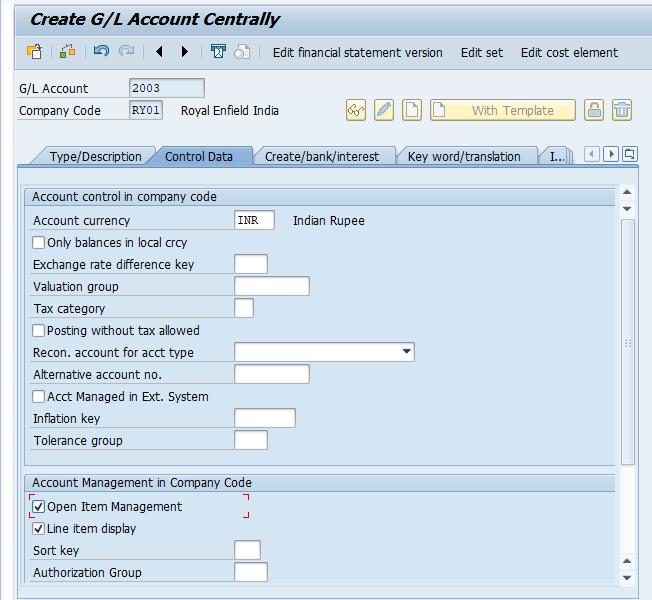 Create G/L Account Centrally
Edit financial statement version Edit set Edit cost element
G/L Account 2003
Company Code RY01 Royal Enfield India With Template
Type/Description Control Data Create/bank/interest Key word/translation I...
Account control in company code
Account currency INR Indian Rupee
Only balances in local crcy
Exchange rate difference key
Valuation group
Tax category
Posting without tax allowed
Recon. account for acct type
Alternative account no.
Acct Managed in Ext. System
Inflation key
Tolerance group
Account Management in Company Code
Open Item Management
Line item display
Sort key
Authorization Group